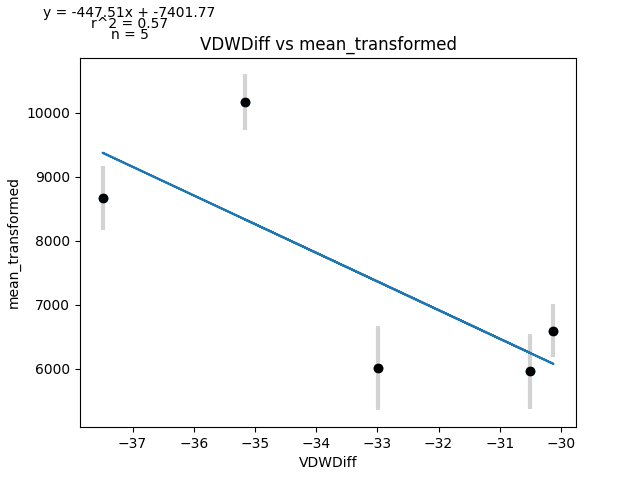 y = -447.51x + -7401.77
r^2 = 0.57
n = 5
VDWDiff vs mean_transformed
mean_transformed
10000
9000
8000
7000
6000
−37
−36
−35
−34
−33
−32
−31
−30
VDWDiff